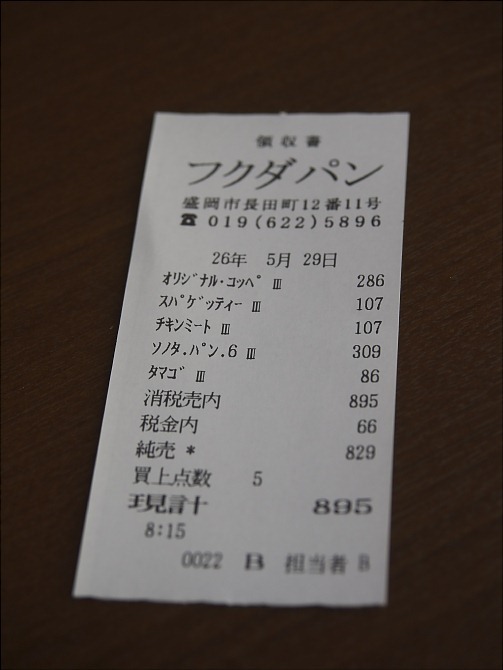 領収書
フクダパン
盛岡市長田町12番11号
☎019(622)5896
26年 5月 29日
オリジナル・コッペ Ⅲ 286
スパゲッティー Ⅲ 107
チキンミート Ⅲ 107
ソノタ.パン.6 Ⅲ 309
タマゴ Ⅲ 86
消税売内 895
税金内 66
純売 * 829
買上点数 5
現計 895
8:15
0022 B 担当者 B